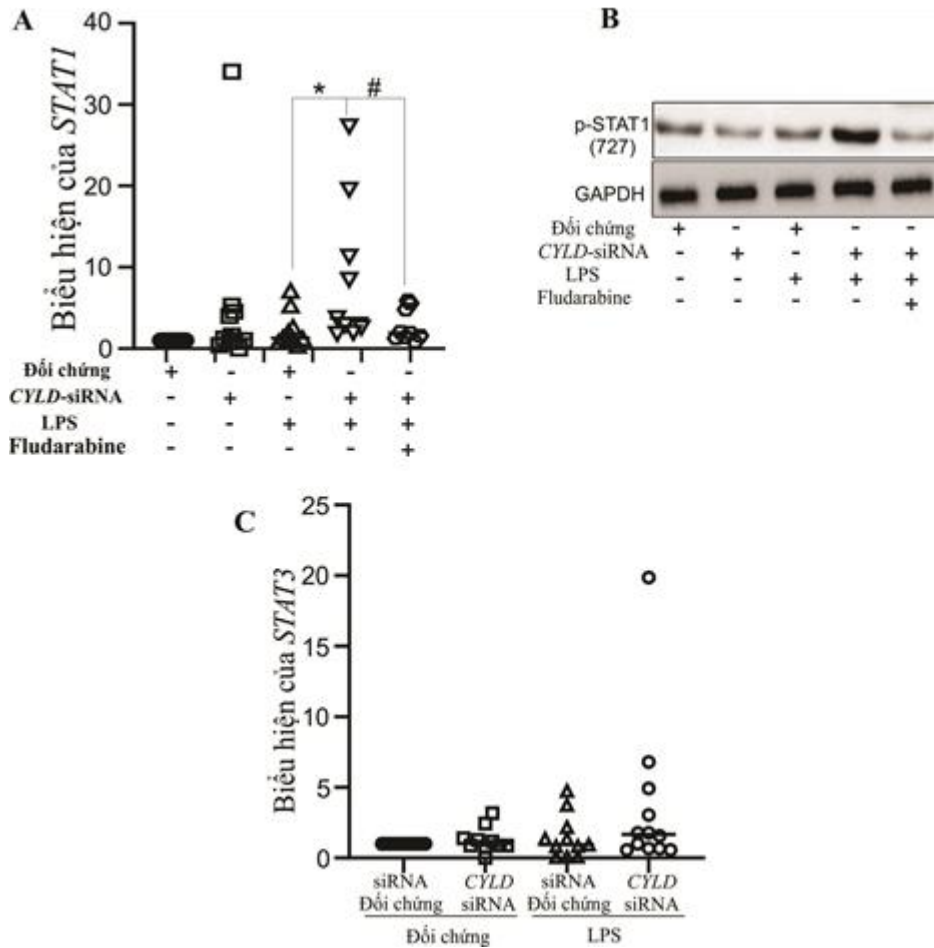 A
Biểu hiện của STAT1
40
30
20
10
0
* #
Đối chứng + - + - -
CYLD-siRNA - + - + +
LPS - - + + +
Fludarabine - - - - +
B
p-STAT1
(727)
GAPDH
Đối chứng + - + - -
CYLD-siRNA - + - + +
LPS - - + + +
Fludarabine - - - - +
C
Biểu hiện của STAT3
25
20
15
10
5
0
siRNA CYLD siRNA CYLD
Đối chứng siRNA Đối chứng siRNA
Đối chứng LPS